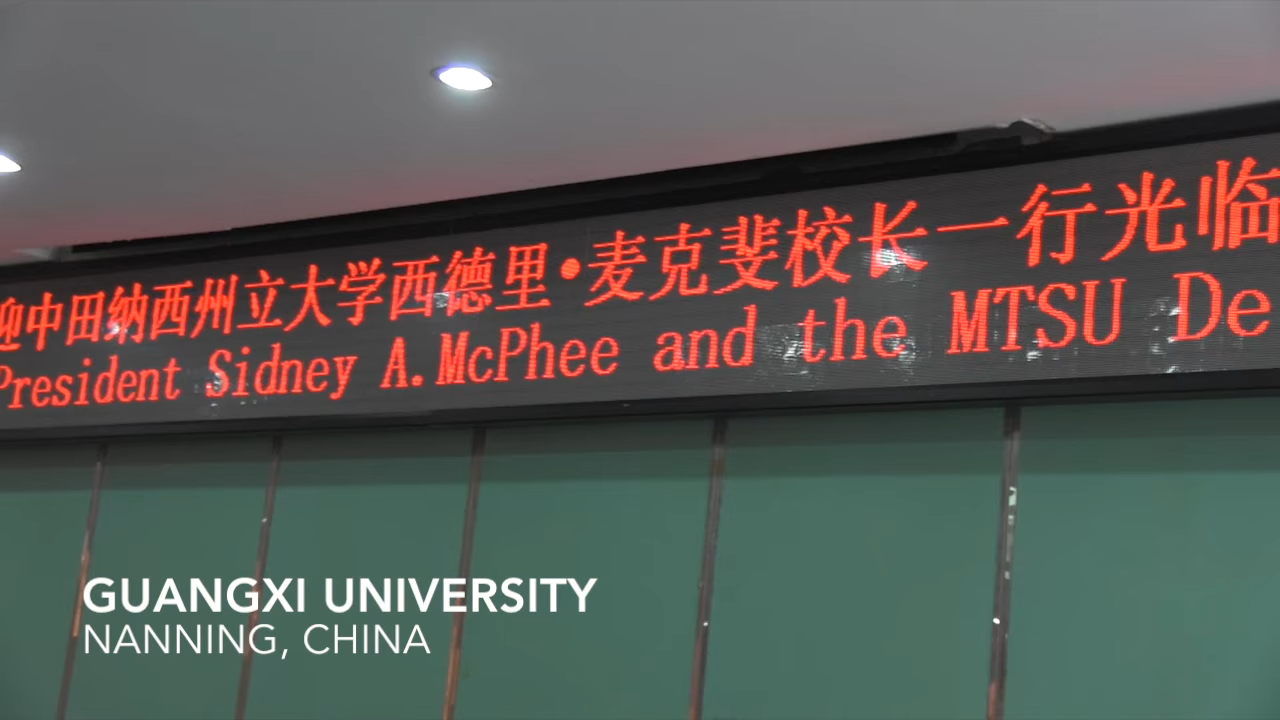 迎中田纳西州立大学西德里•麦克斐校长一行光临
President Sidney A.McPhee and the MTSU De
GUANGXI UNIVERSITY
NANNING, CHINA